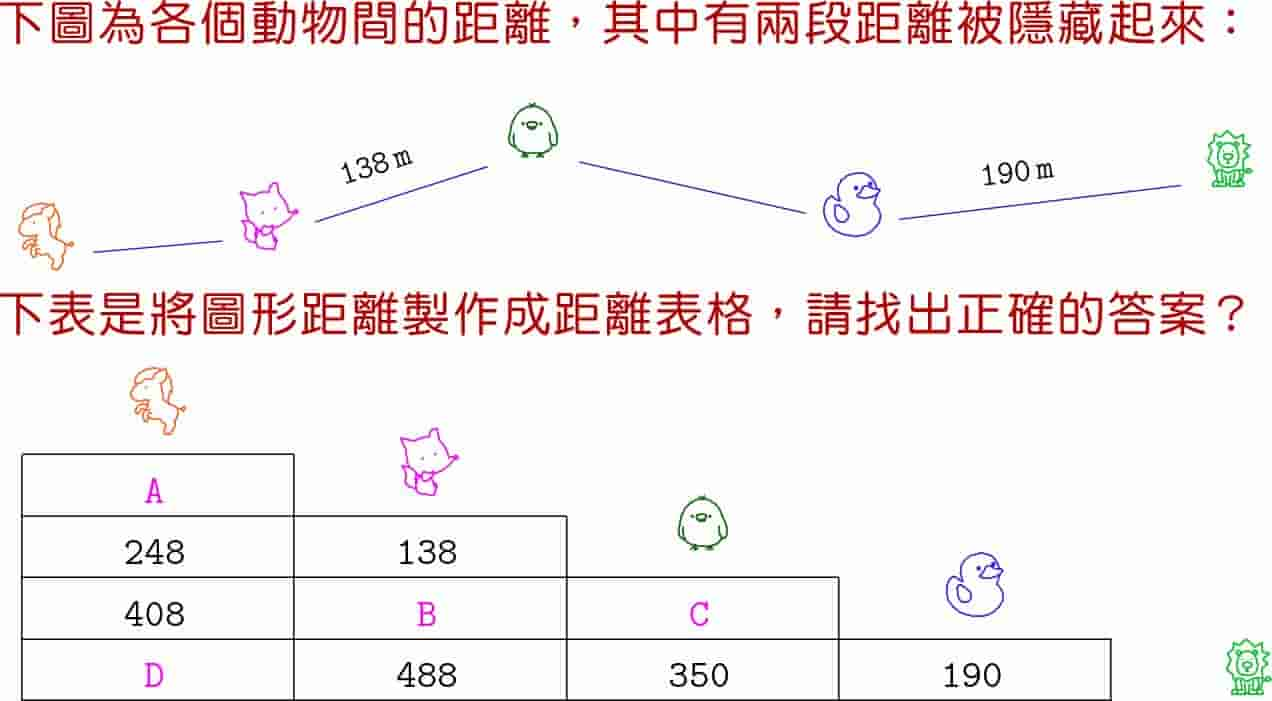 下圖為各個動物間的距離，其中有兩段距離被隱藏起來：
138 m
190 m
下表是將圖形距離製作成距離表格，請找出正確的答案？
A
248 138
408 B C
D 488 350 190